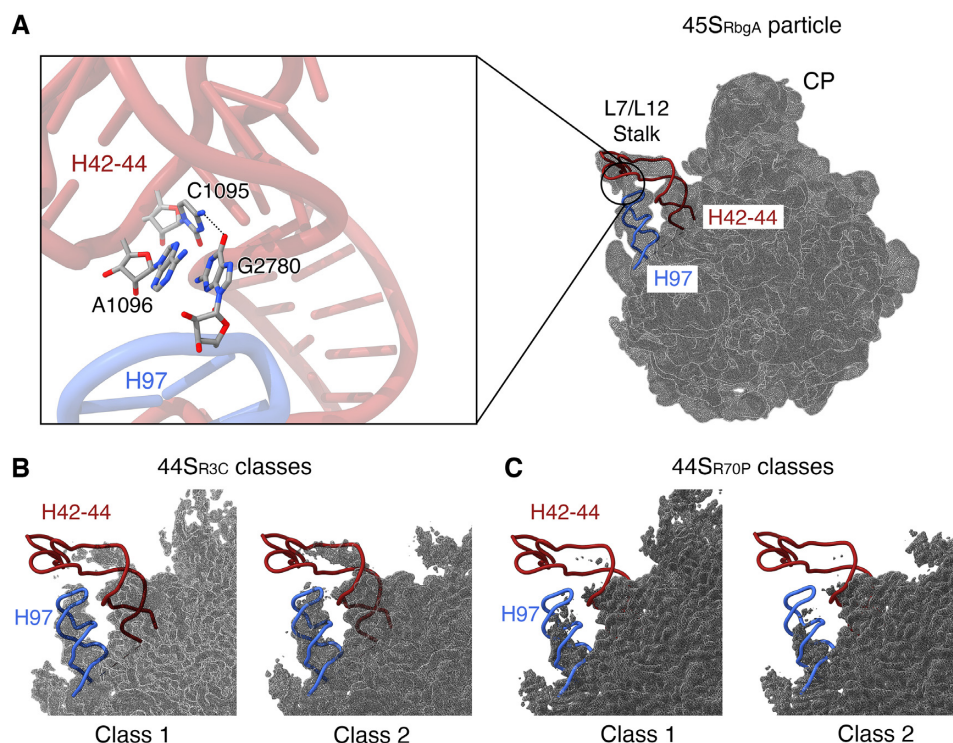 A
45SRbgA particle
CP
L7/L12
Stalk
H42-44
C1095
G2780
A1096
H97
H42-44
H97
B
44SR3C classes
C
44SR70P classes
H42-44
H97
Class 1
Class 2
H42-44
H97
Class 1
Class 2